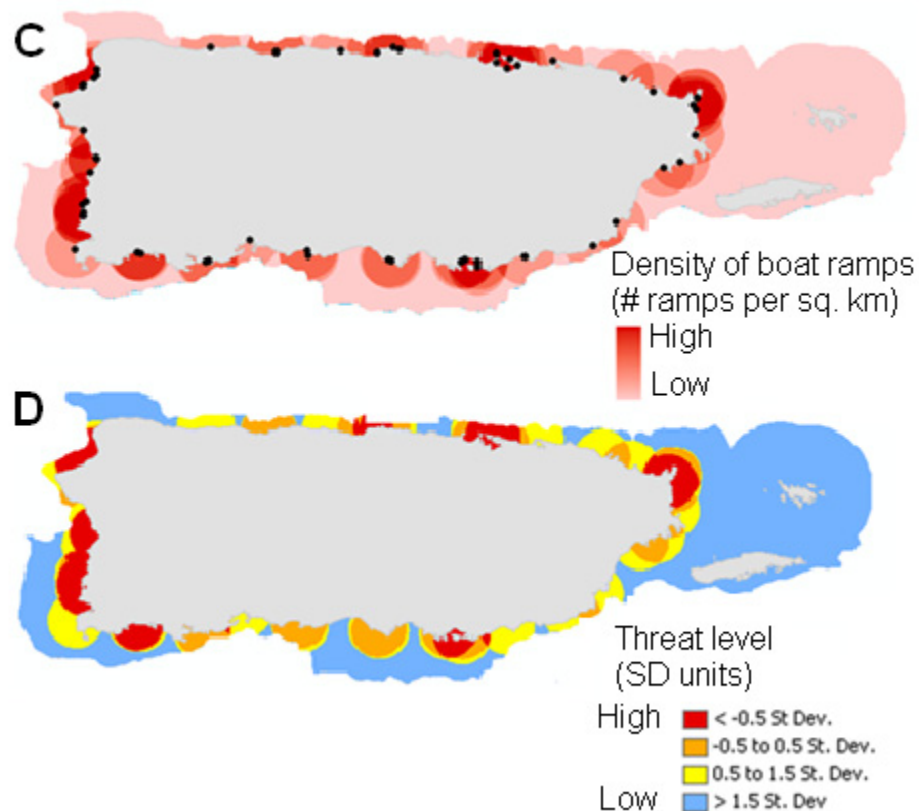 C
Density of boat ramps
(# ramps per sq. km)
High
Low
D
Threat level
(SD units)
High < -0.5 St Dev.
-0.5 to 0.5 St. Dev.
0.5 to 1.5 St. Dev.
Low > 1.5 St Dev